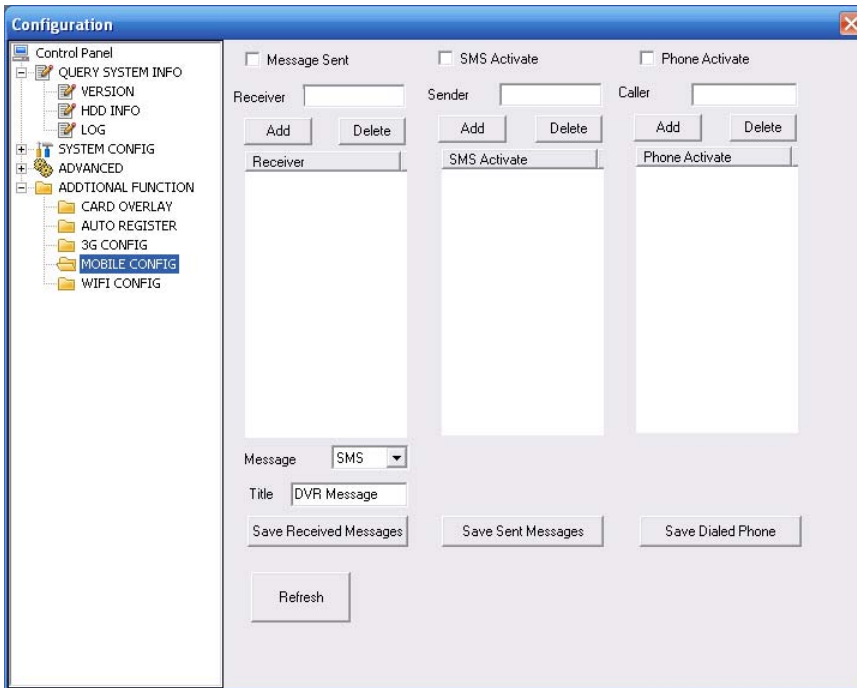 Configuration
Control Panel
QUERY SYSTEM INFO
VERSION
HDD INFO
LOG
SYSTEM CONFIG
ADVANCED
ADDTIONAL FUNCTION
CARD OVERLAY
AUTO REGISTER
3G CONFIG
MOBILE CONFIG
WIFI CONFIG
Message Sent
Receiver
Add Delete
Receiver
Message SMS
Title DVR Message
Save Received Messages
Refresh
SMS Activate
Sender
Add Delete
SMS Activate
Save Sent Messages
Phone Activate
Caller
Add Delete
Phone Activate
Save Dialed Phone